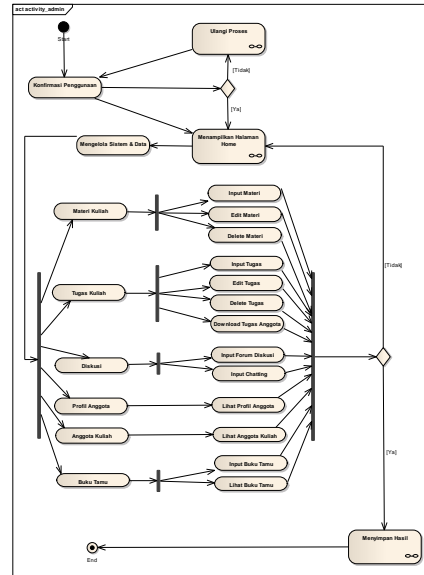 act activity_admin
Start
Ulangi Proses
[Tidak]
Konfirmasi Penggunaan
[Ya]
Mengelola Sistem & Data
Menampilkan Halaman
Home
Input Materi
Materi Kuliah
Edit Materi
Delete Materi
[Tidak]
Input Tugas
Edit Tugas
Tugas Kuliah
Delete Tugas
Download Tugas Anggota
Input Forum Diskusi
Diskusi
Input Chatting
Profil Anggota
Lihat Profil Anggota
Anggota Kuliah
Lihat Anggota Kuliah
[Ya]
Input Buku Tamu
Buku Tamu
Lihat Buku Tamu
Menyimpan Hasil
End